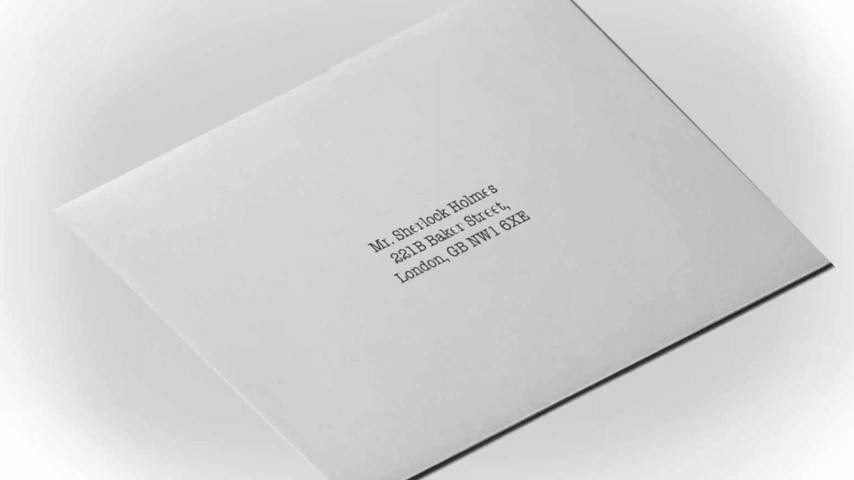 Mr. Sherlock Holmes
221B Baker Street,
London, GB NW1 6XE